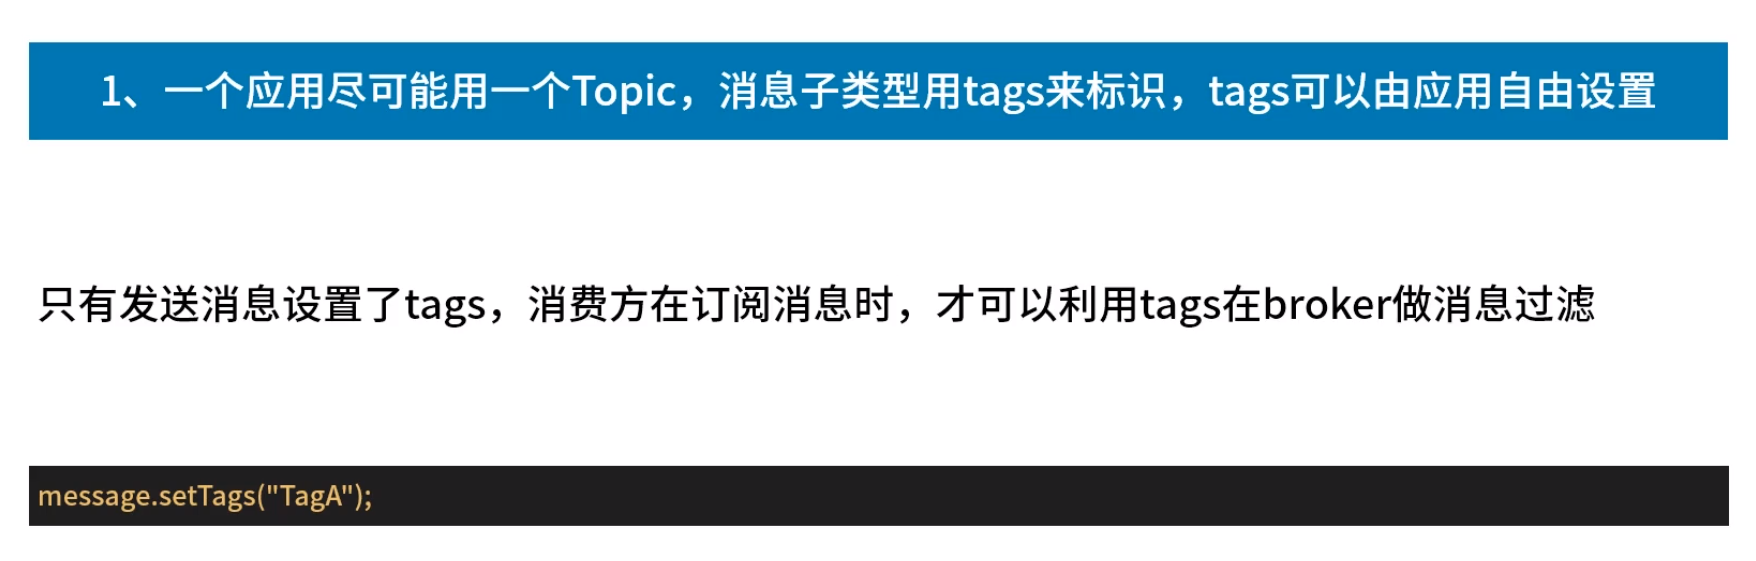 1、一个应用尽可能用一个Topic，消息子类型用tags来标识，tags可以由应用自由设置
只有发送消息设置了tags，消费方在订阅消息时，才可以利用tags在broker做消息过滤
message.setTags("TagA");